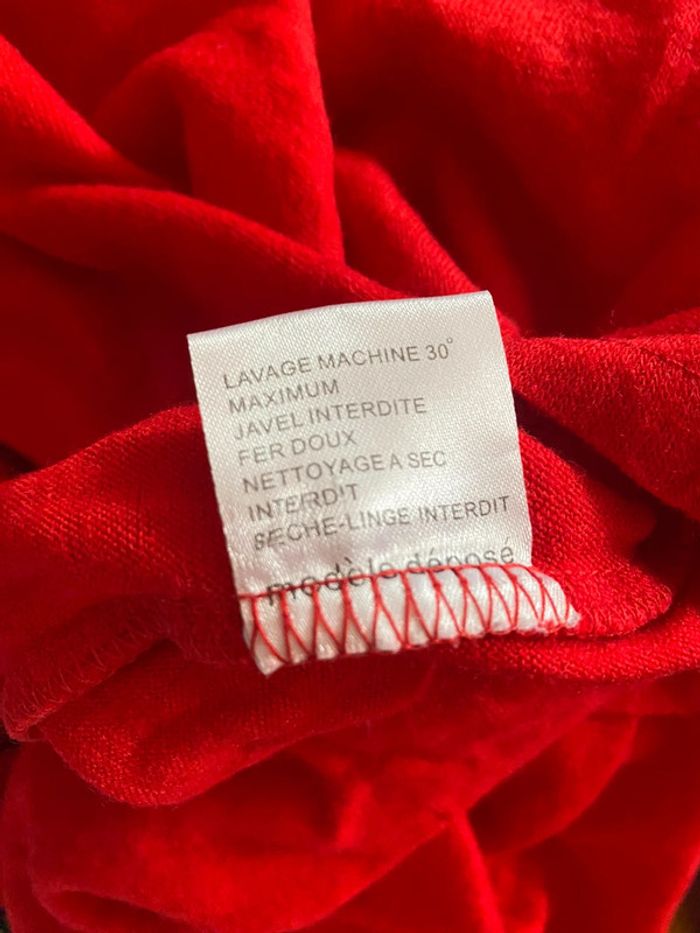 LAVAGE MACHINE 30°
MAXIMUM
JAVEL INTERDITE
FER DOUX
NETTOYAGE A SEC
INTERDIT
SECHE-LINGE INTERDIT
modèle déposé